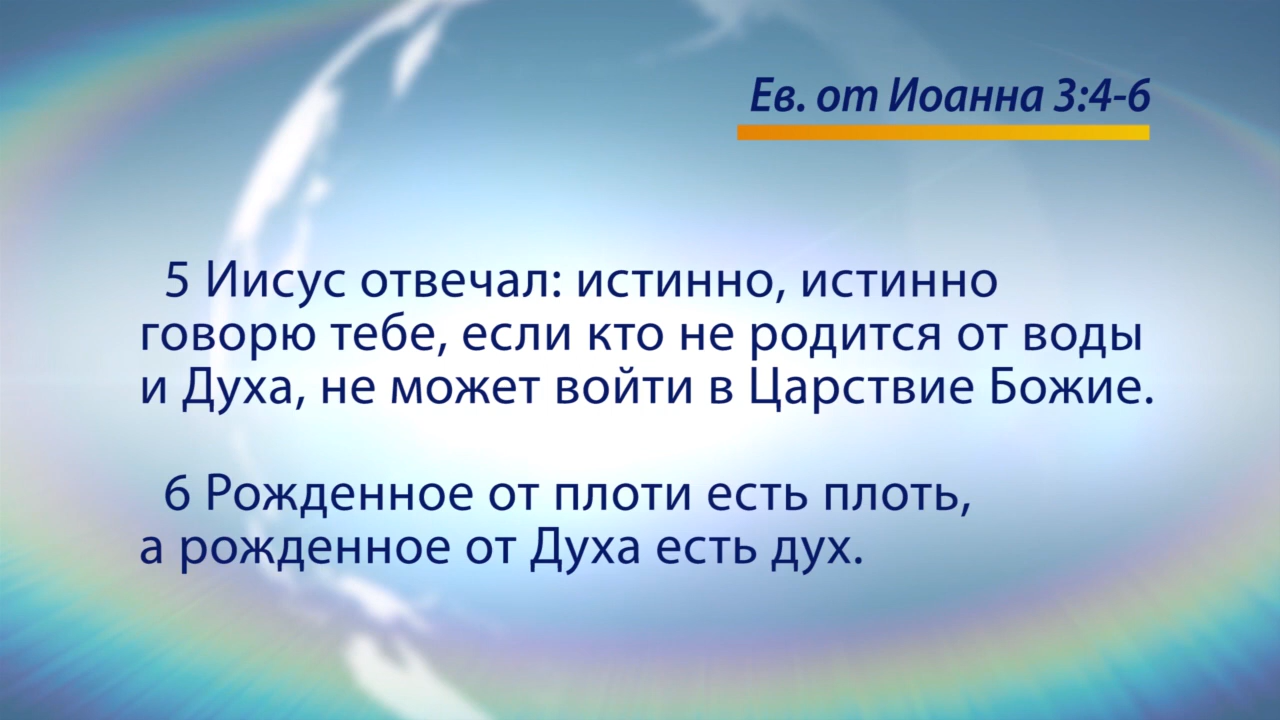 Ев. от Иоанна 3:4-6
5 Иисус отвечал: истинно, истинно
говорю тебе, если кто не родится от воды
и Духа, не может войти в Царствие Божие.
6 Рожденное от плоти есть плоть,
а рожденное от Духа есть дух.